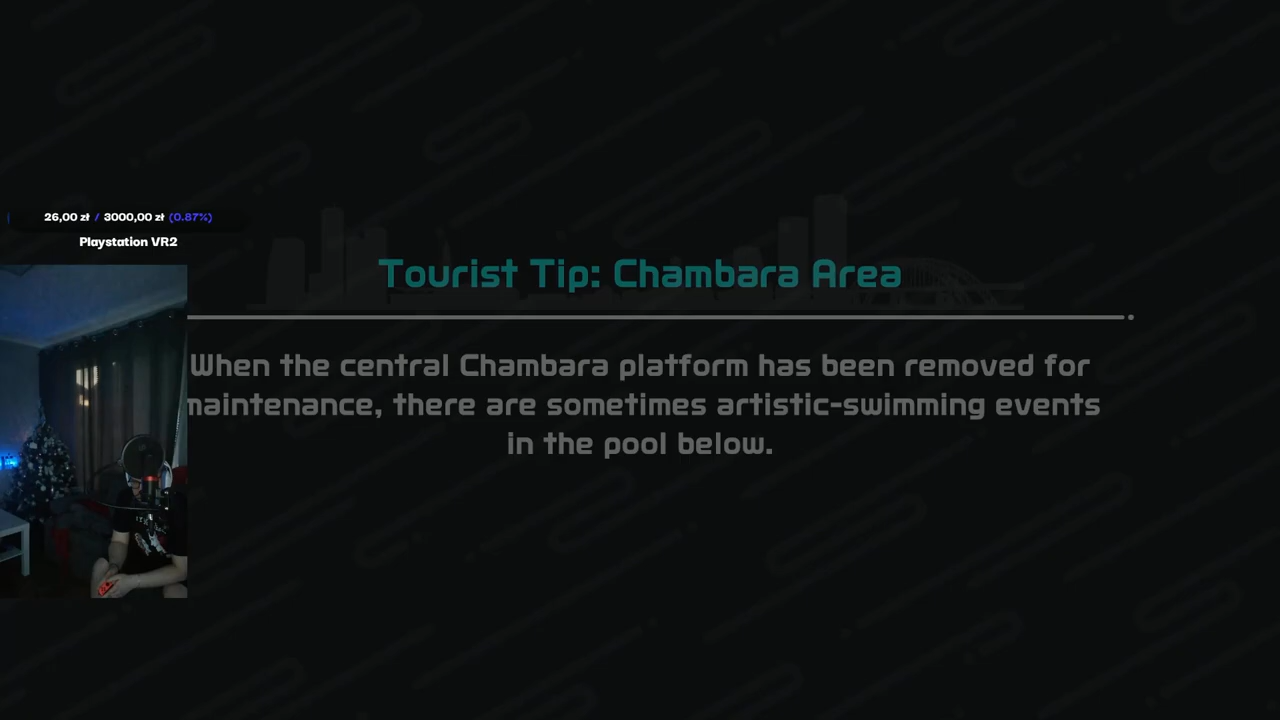 26,00 zł / 3000,00 zł (0.87%)
Playstation VR2
Tourist Tip: Chambara Area
When the central Chambara platform has been removed for
maintenance, there are sometimes artistic-swimming events
in the pool below.